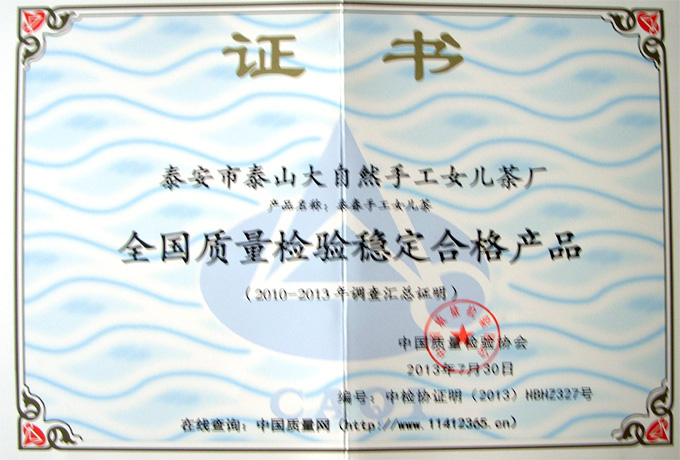 证 书
泰安市泰山大自然手工女儿茶厂
产品名称：泰春手工女儿茶
全国质量检验稳定合格产品
（2010-2013年调查汇总证明）
中国质量检验协会
2013年7月30日
编号：中检协证明（2013）HBHZ327号
CAQI
在线查询：中国质量网（http://www.11412365.cn）